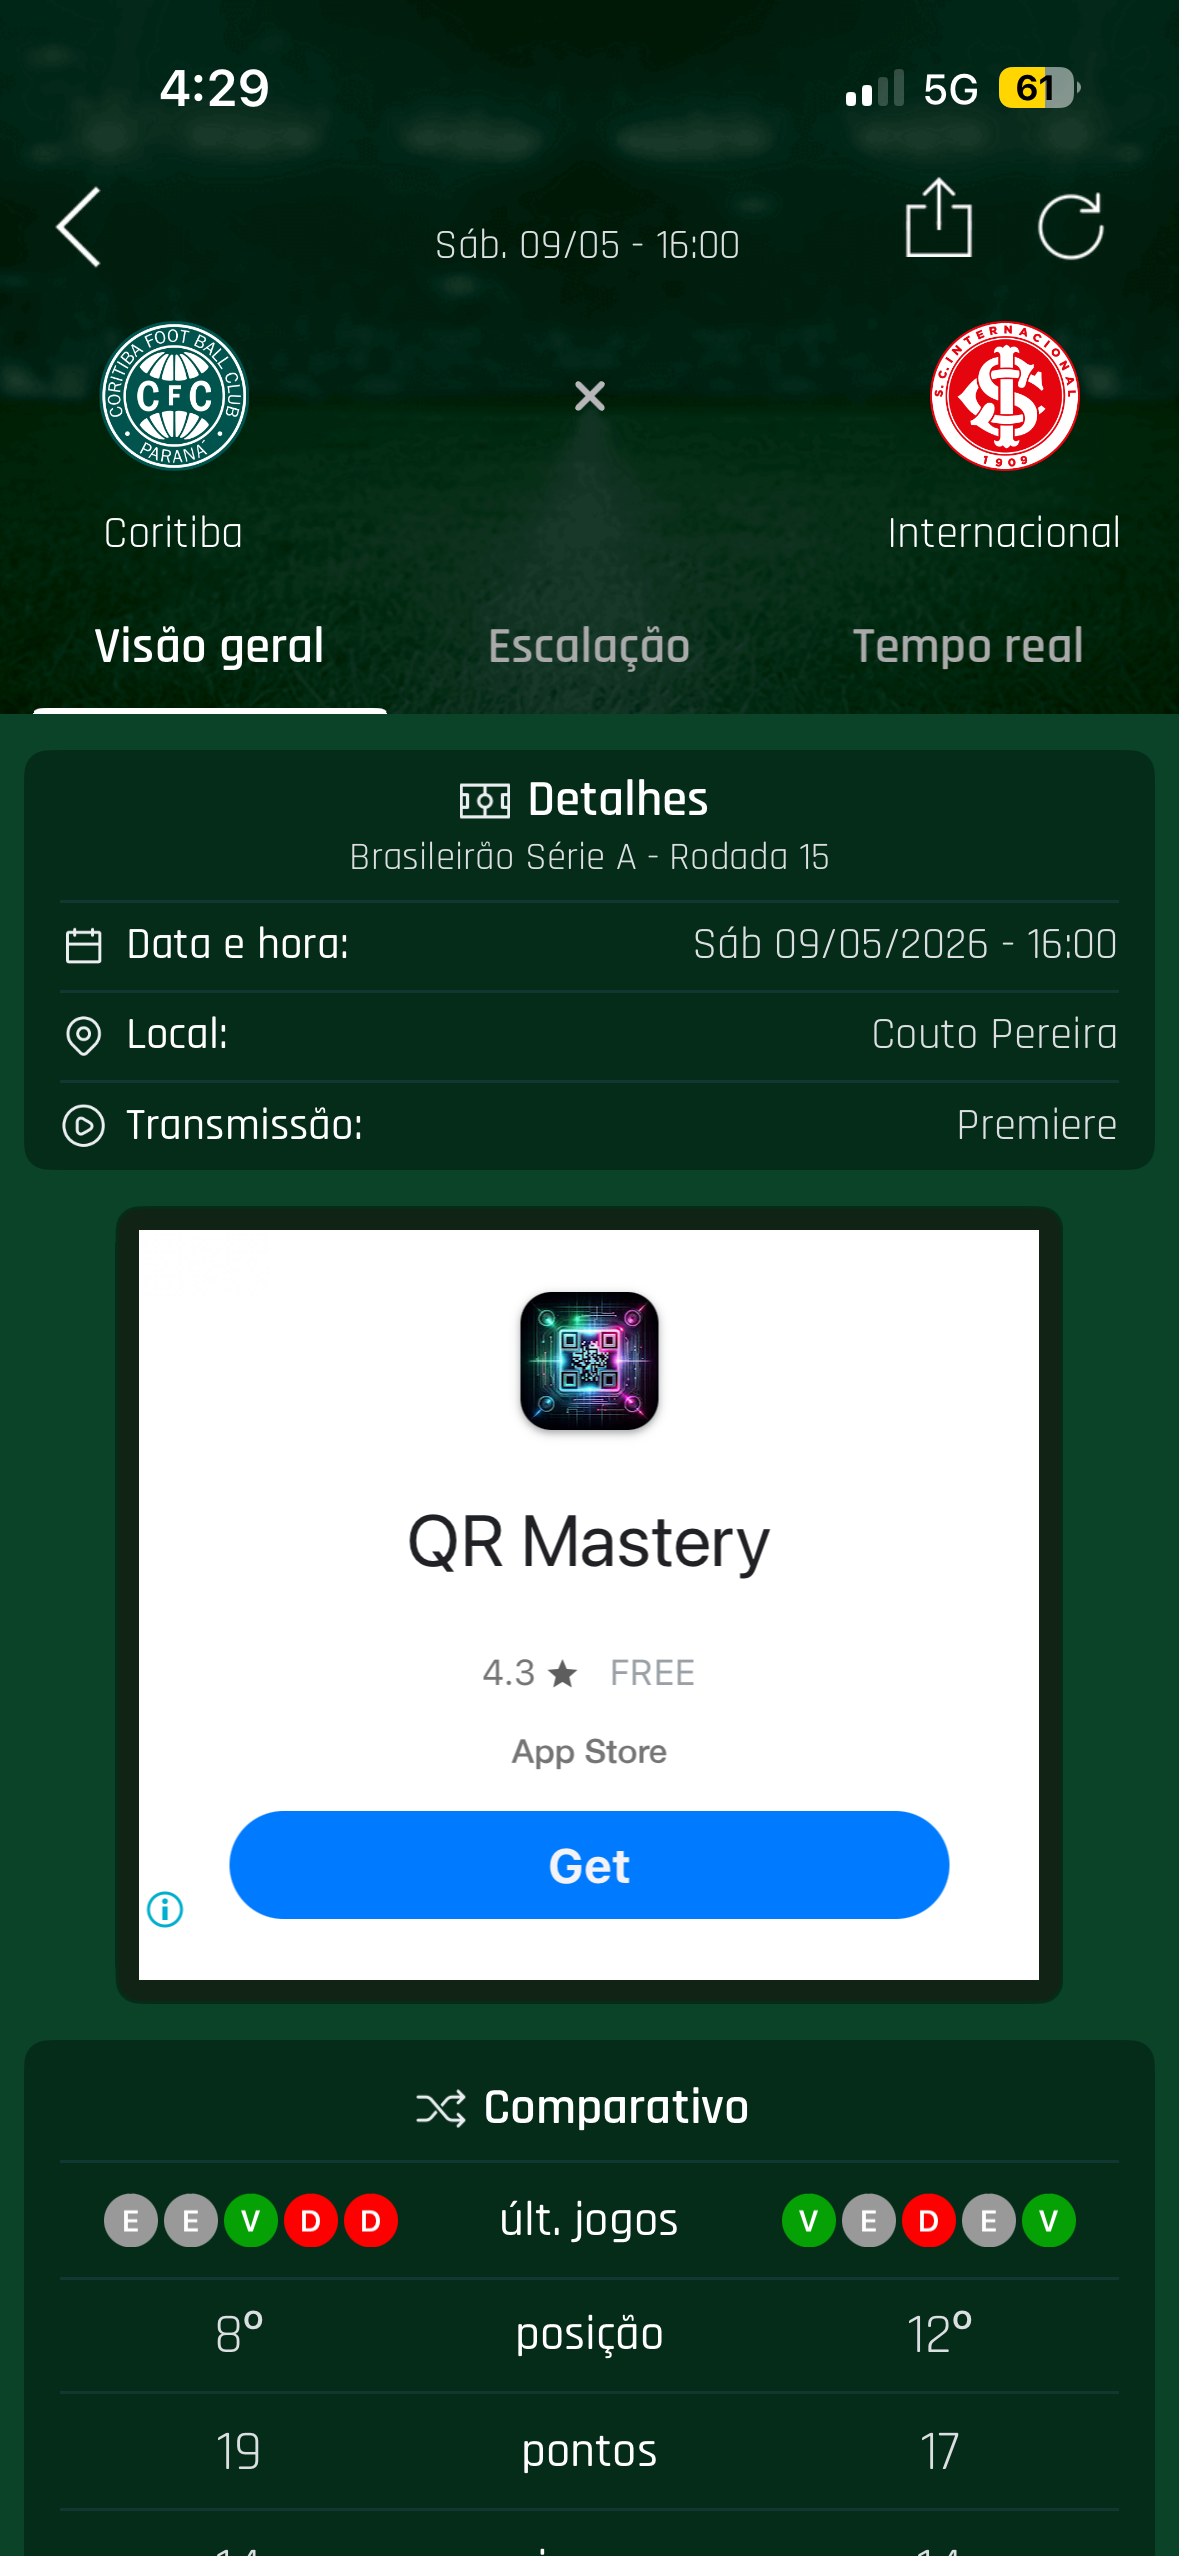 4:29
5G 61
Sáb. 09/05 - 16:00
CORITIBA FOOT BALL CLUB
CFC
PARANÁ
S.C. INTERNACIONAL
1909
Coritiba
Internacional
Visão geral Escalação Tempo real
Detalhes
Brasileirão Série A - Rodada 15
Data e hora: Sáb 09/05/2026 - 16:00
Local: Couto Pereira
Transmissão: Premiere
QR Mastery
4.3 ★ FREE
App Store
Get
Comparativo
E E V D D últ. jogos V E D E V
8º posição 12º
19 pontos 17